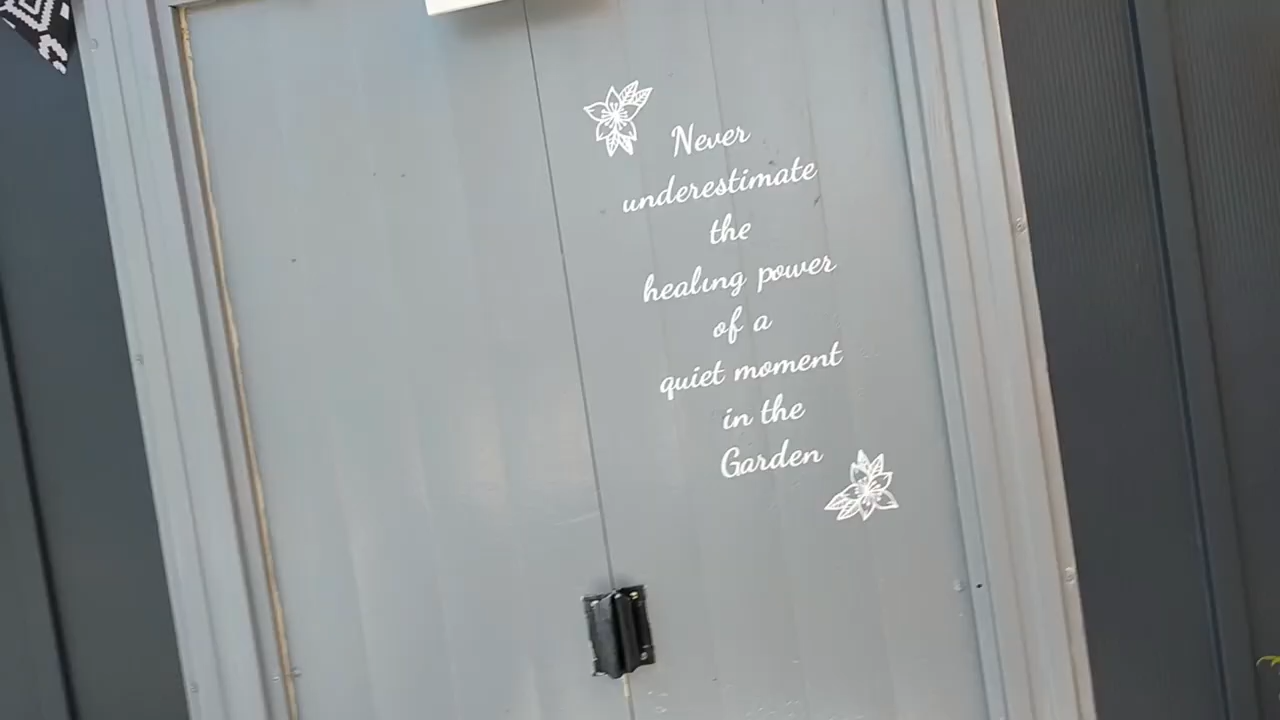 Never
underestimate
the
healing power
of a
quiet moment
in the
Garden